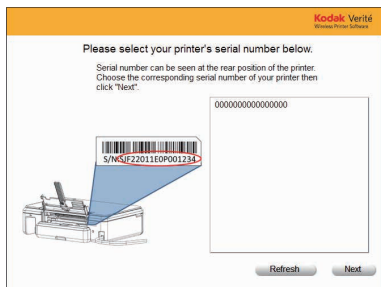 Kodak Verité
Wireless Printer Software
Please select your printer's serial number below.
Serial number can be seen at the rear position of the printer.
Choose the corresponding serial number of your printer then
click "Next".
0000000000000000
S/N:SJF22011E0P001234
Refresh
Next